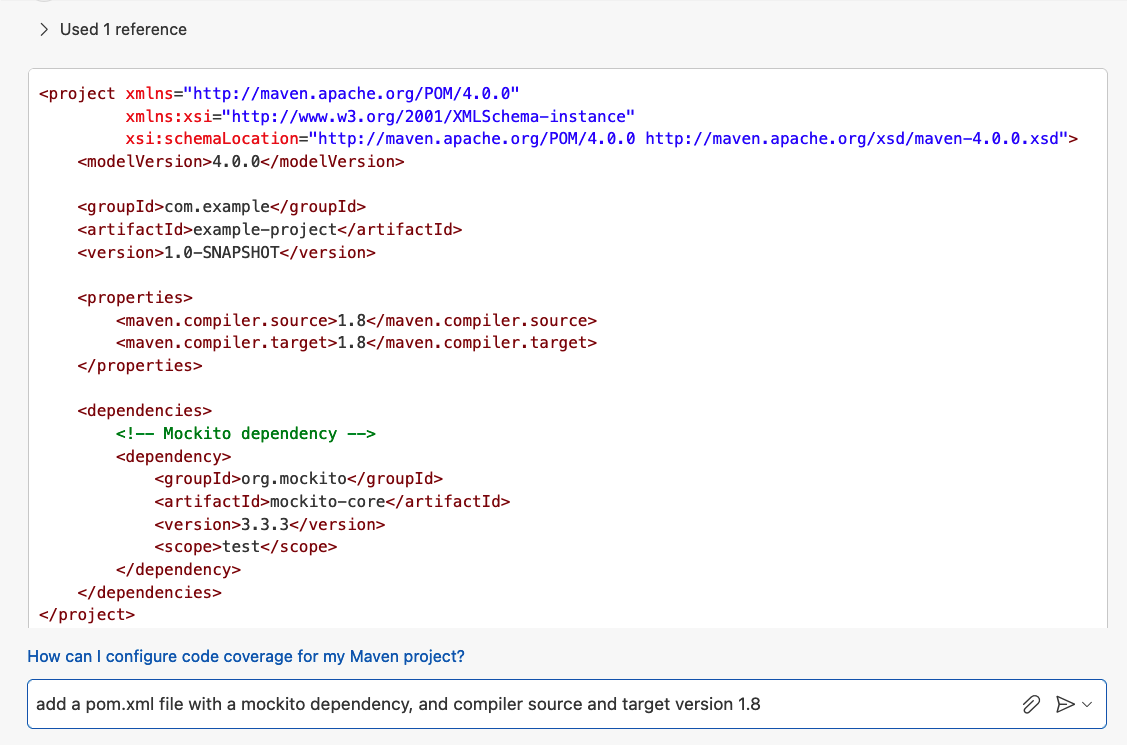 Used 1 reference
<project xmlns="http://maven.apache.org/POM/4.0.0"
         xmlns:xsi="http://www.w3.org/2001/XMLSchema-instance"
         xsi:schemaLocation="http://maven.apache.org/POM/4.0.0 http://maven.apache.org/xsd/maven-4.0.0.xsd">
    <modelVersion>4.0.0</modelVersion>

    <groupId>com.example</groupId>
    <artifactId>example-project</artifactId>
    <version>1.0-SNAPSHOT</version>

    <properties>
        <maven.compiler.source>1.8</maven.compiler.source>
        <maven.compiler.target>1.8</maven.compiler.target>
    </properties>

    <dependencies>
        <!-- Mockito dependency -->
        <dependency>
            <groupId>org.mockito</groupId>
            <artifactId>mockito-core</artifactId>
            <version>3.3.3</version>
            <scope>test</scope>
        </dependency>
    </dependencies>
</project>
How can I configure code coverage for my Maven project?
add a pom.xml file with a mockito dependency, and compiler source and target version 1.8